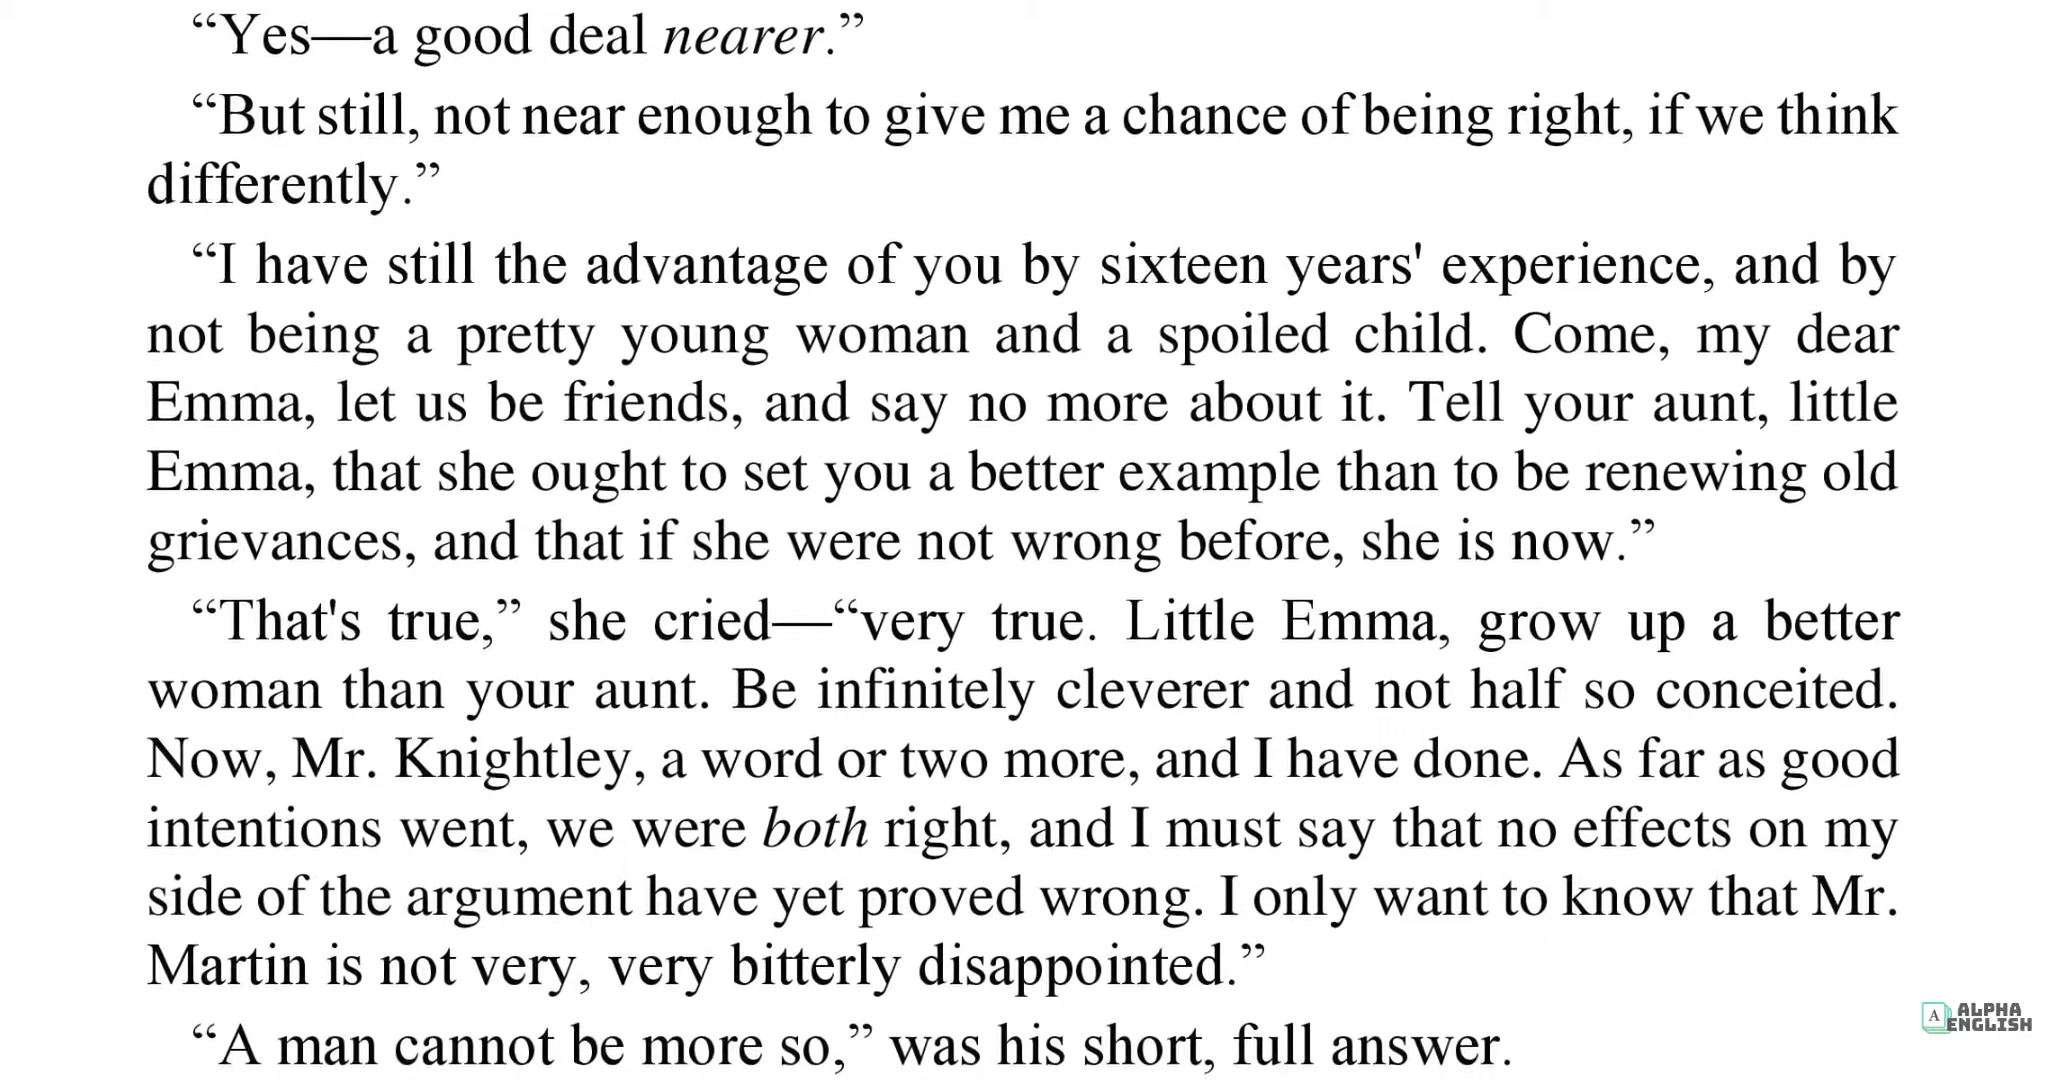 “Yes—a good deal nearer.”
“But still, not near enough to give me a chance of being right, if we think
differently.”
“I have still the advantage of you by sixteen years' experience, and by
not being a pretty young woman and a spoiled child. Come, my dear
Emma, let us be friends, and say no more about it. Tell your aunt, little
Emma, that she ought to set you a better example than to be renewing old
grievances, and that if she were not wrong before, she is now.”
“That's true,” she cried—“very true. Little Emma, grow up a better
woman than your aunt. Be infinitely cleverer and not half so conceited.
Now, Mr. Knightley, a word or two more, and I have done. As far as good
intentions went, we were both right, and I must say that no effects on my
side of the argument have yet proved wrong. I only want to know that Mr.
Martin is not very, very bitterly disappointed.”
“A man cannot be more so,” was his short, full answer.
A ALPHA
ENGLISH